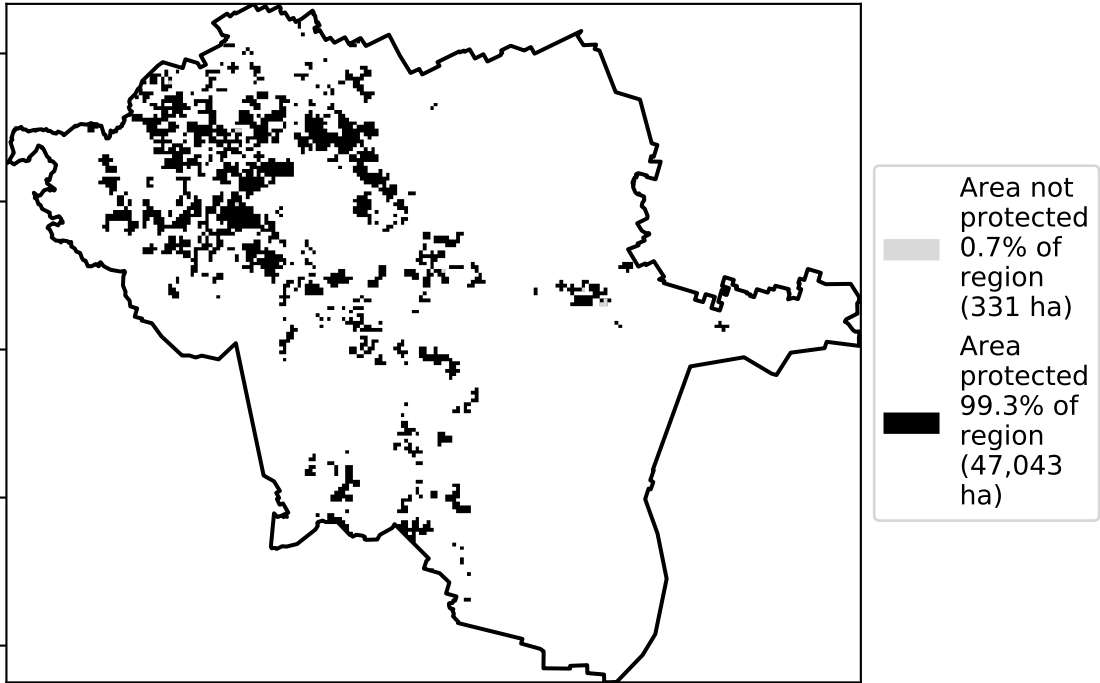 Area not
protected
0.7% of
region
(331 ha)
Area
protected
99.3% of
region
(47,043
ha)